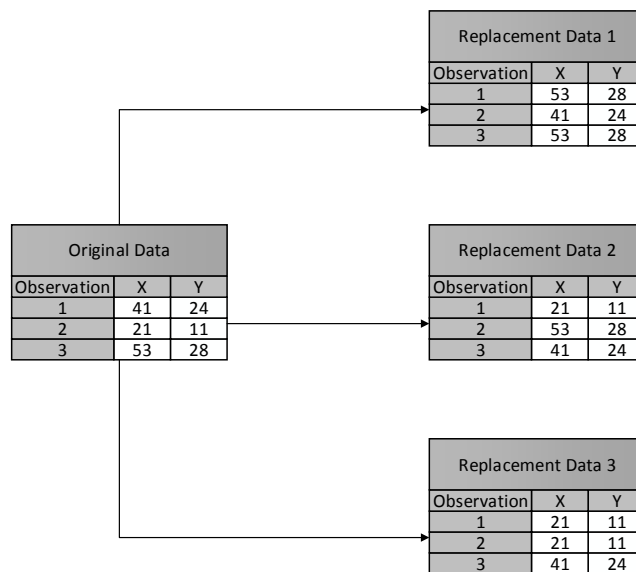 Replacement Data 1
Observation X Y
1 53 28
2 41 24
3 53 28
Original Data
Observation X Y
1 41 24
2 21 11
3 53 28
Replacement Data 2
Observation X Y
1 21 11
2 53 28
3 41 24
Replacement Data 3
Observation X Y
1 21 11
2 21 11
3 41 24